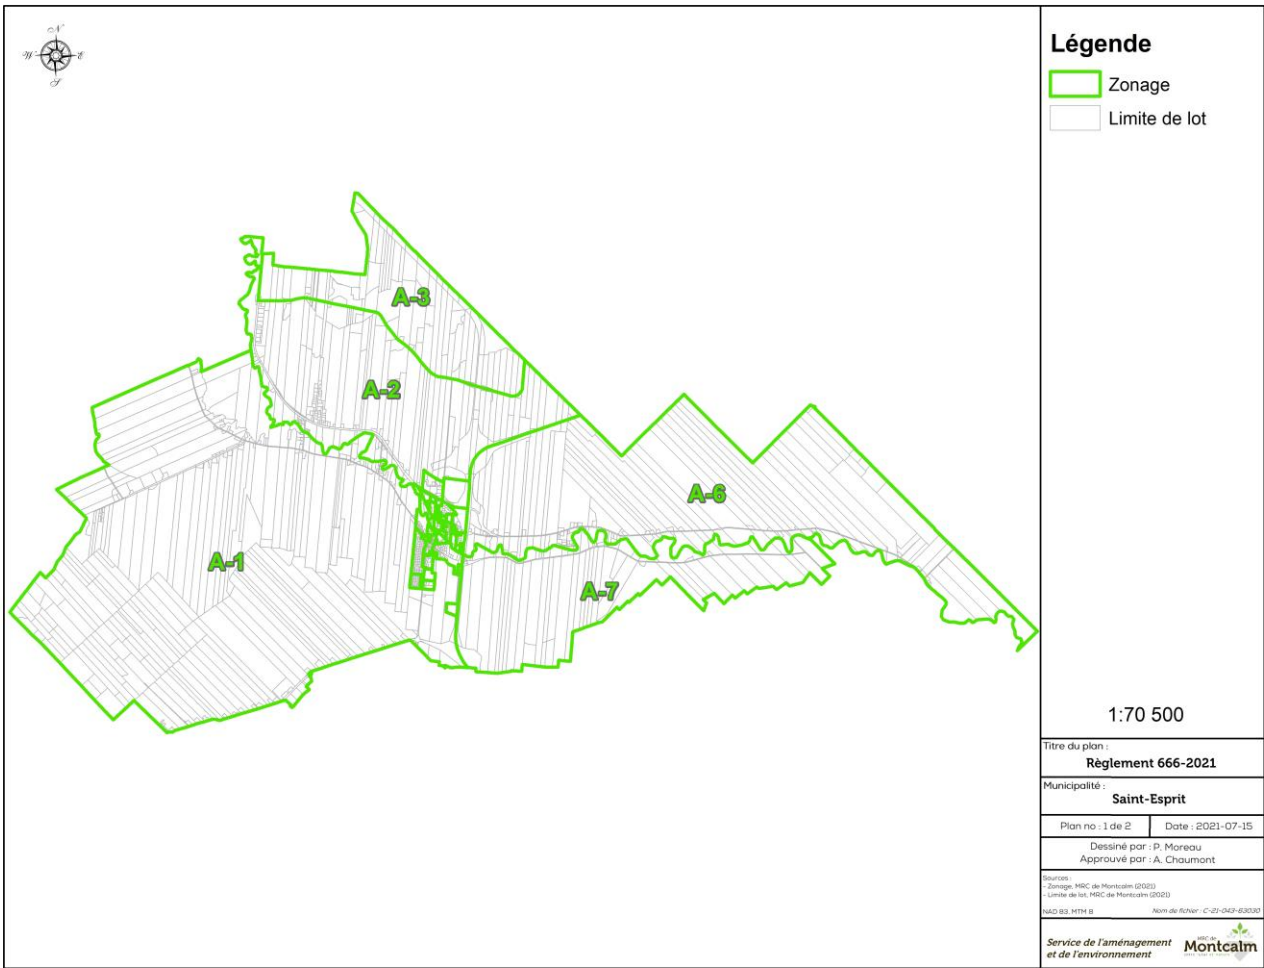 N
W E
S
A-3
A-2
A-6
A-1
A-7
Légende
Zonage
Limite de lot
1:70 500
Titre du plan :
Règlement 666-2021
Municipalité :
Saint-Esprit
Plan no : 1 de 2 Date : 2021-07-15
Dessiné par : P. Moreau
Approuvé par : A. Chaumont
Sources :
- Zonage, MRC de Montcalm (2021)
- Limite de lot, MRC de Montcalm (2021)
NAD 83, MTM 8 Nom de fichier : C-21-043-63030
Service de l'aménagement
et de l'environnement
MRC de
Montcalm